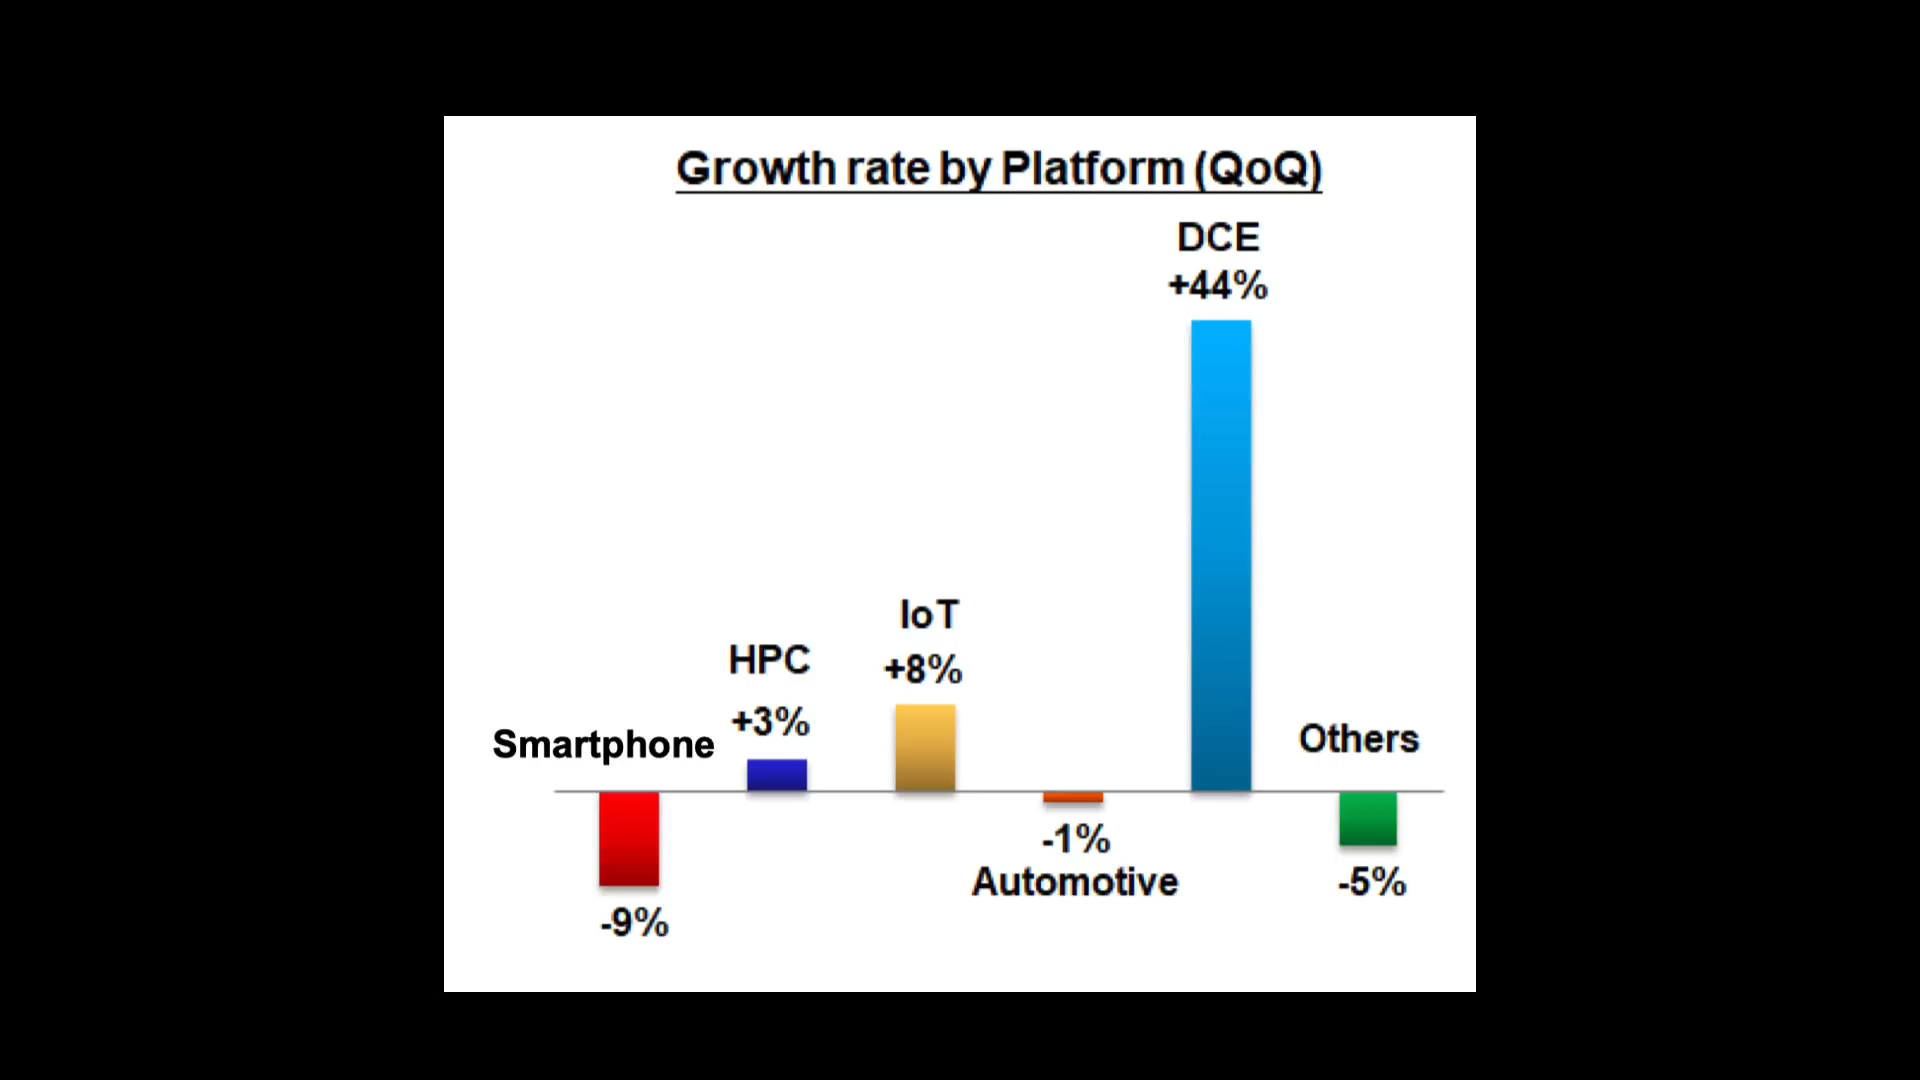 Growth rate by Platform (QoQ)
DCE
+44%
IoT
+8%
HPC
+3%
Smartphone
Others
-1%
Automotive
-5%
-9%